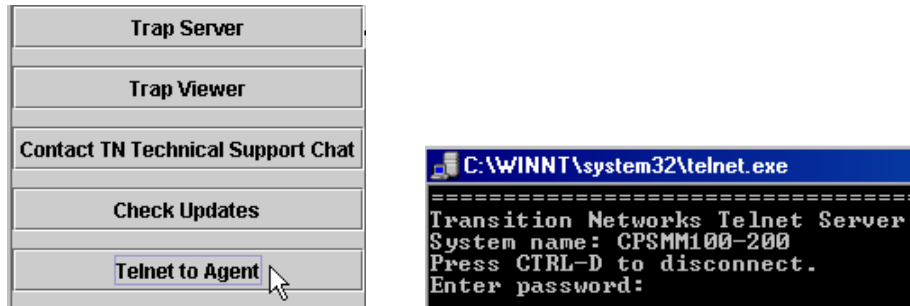 Trap Server
Trap Viewer
Contact TN Technical Support Chat
Check Updates
Telnet to Agent
C:\WINNT\system32\telnet.exe
====================================
Transition Networks Telnet Server
System name: CPSMM100-200
Press CTRL-D to disconnect.
Enter password: